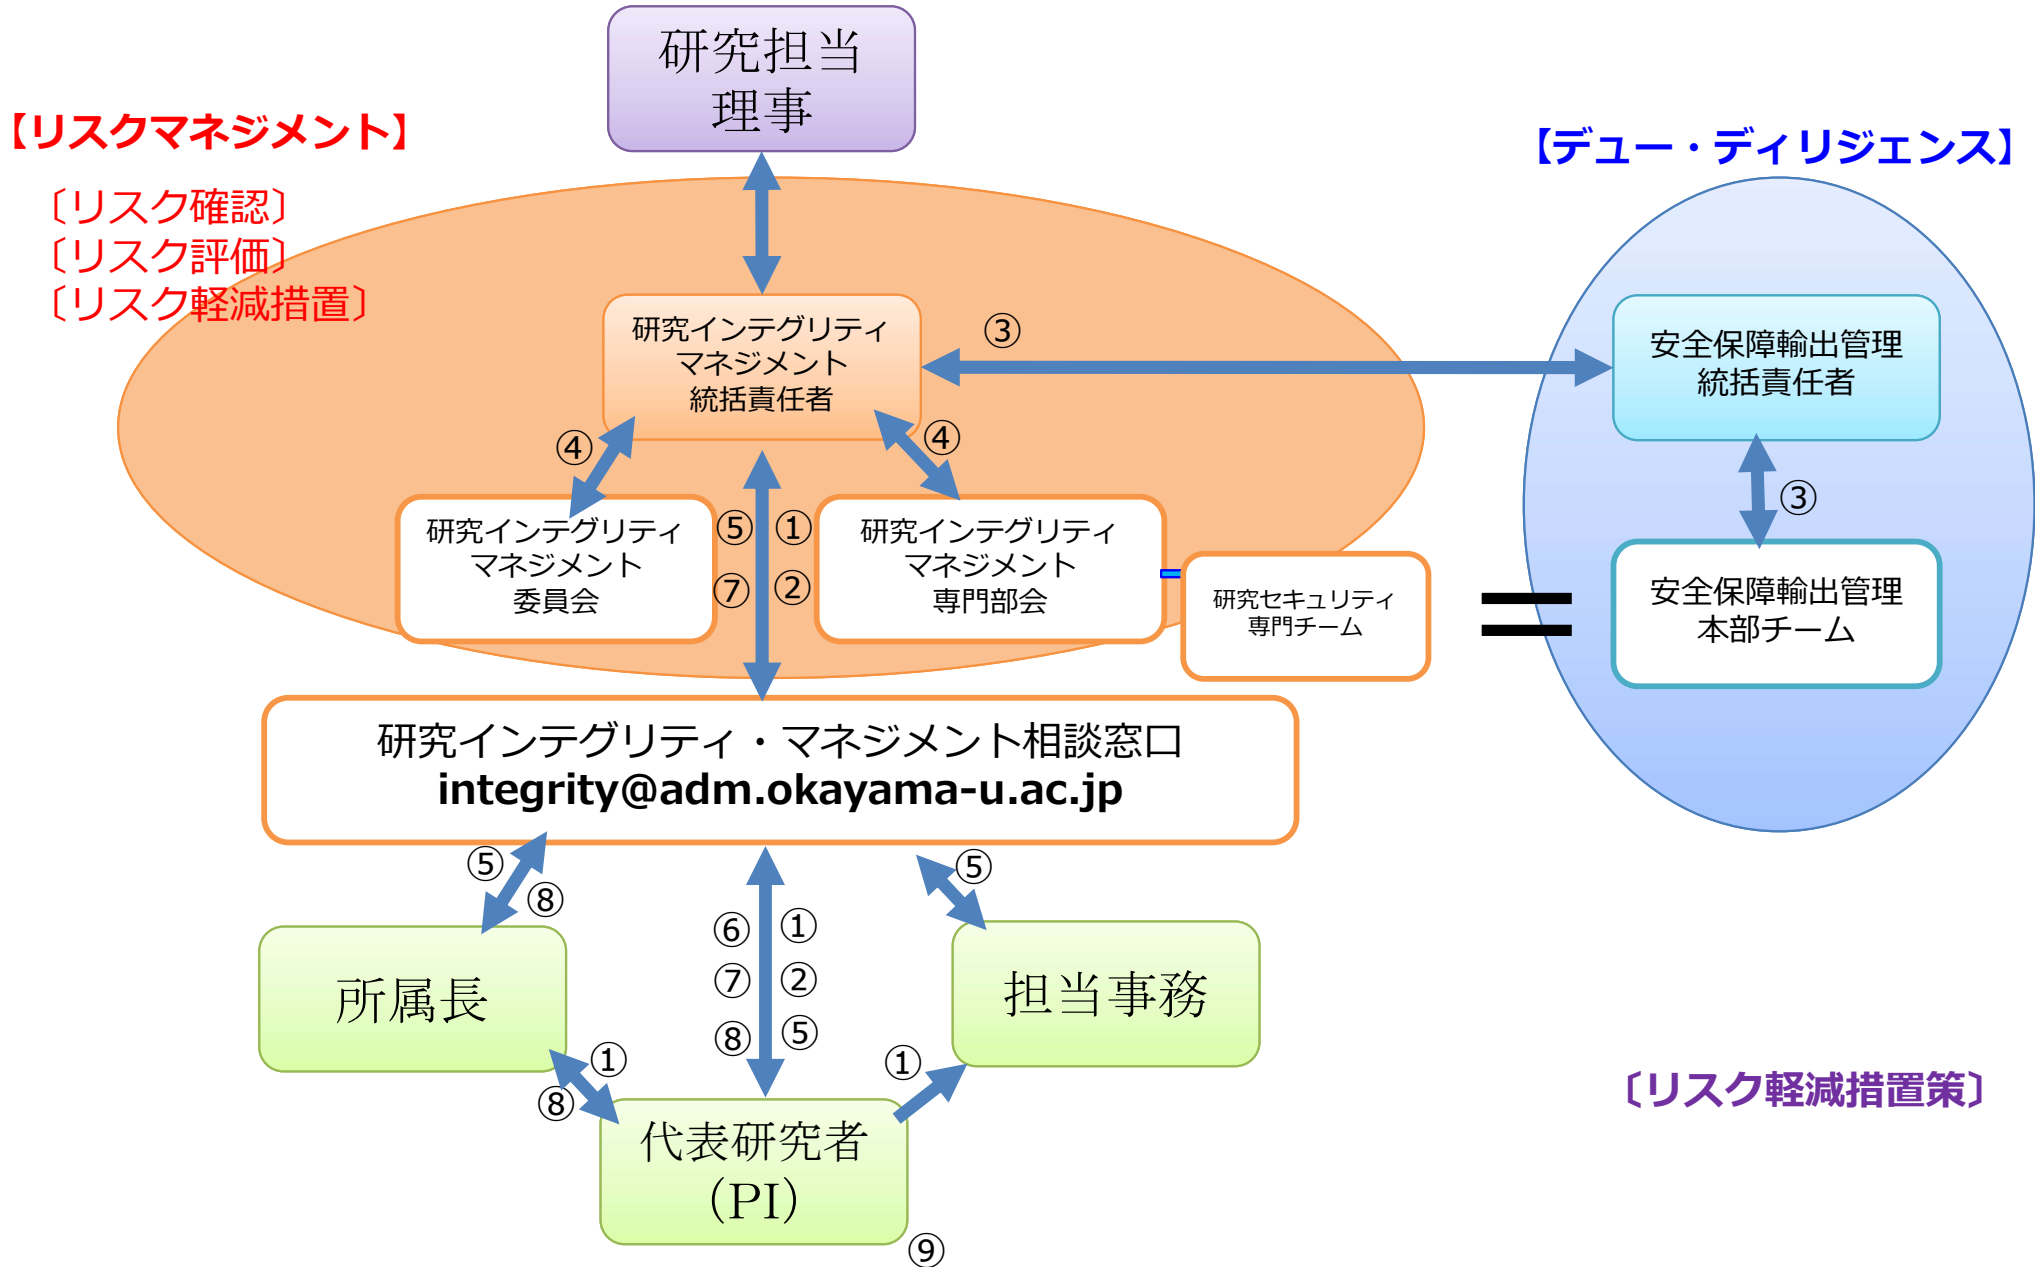 研究担当
理事
【リスクマネジメント】
〔リスク確認〕
〔リスク評価〕
〔リスク軽減措置〕
【デュー・ディリジェンス】
研究インテグリティ
マネジメント
統括責任者
③
安全保障輸出管理
統括責任者
④
④
③
研究インテグリティ
マネジメント
委員会
⑤ ①
⑦ ②
研究インテグリティ
マネジメント
専門部会
研究セキュリティ
専門チーム
安全保障輸出管理
本部チーム
研究インテグリティ・マネジメント相談窓口
integrity@adm.okayama-u.ac.jp
⑤
⑧
⑤
⑥ ①
⑦ ②
⑧ ⑤
所属長
担当事務
①
⑧
①
代表研究者
（PI）
⑨
〔リスク軽減措置策〕